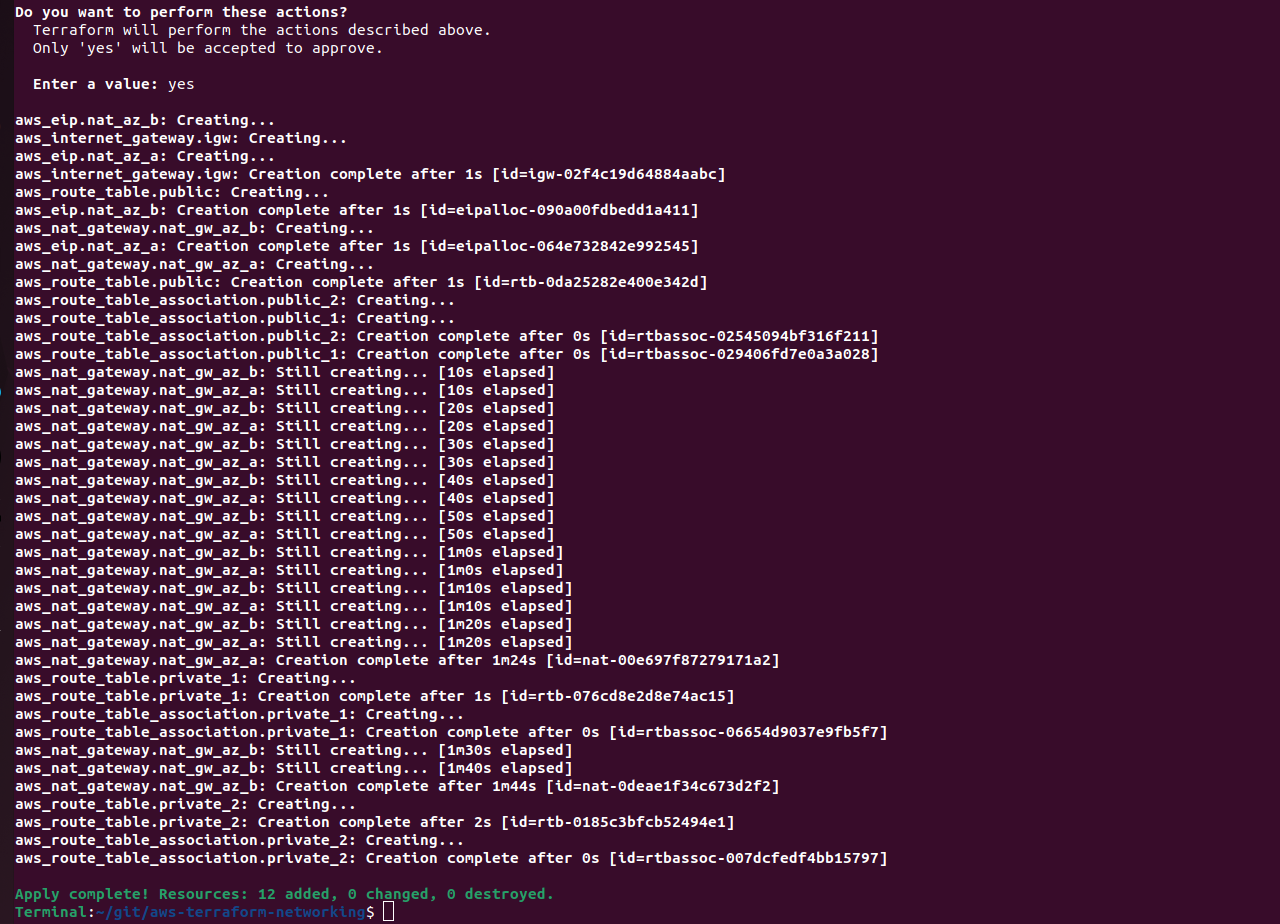 Do you want to perform these actions?
  Terraform will perform the actions described above.
  Only 'yes' will be accepted to approve.

  Enter a value: yes

aws_eip.nat_az_b: Creating...
aws_internet_gateway.igw: Creating...
aws_eip.nat_az_a: Creating...
aws_internet_gateway.igw: Creation complete after 1s [id=igw-02f4c19d64884aabc]
aws_route_table.public: Creating...
aws_eip.nat_az_b: Creation complete after 1s [id=eipalloc-090a00fdbedd1a411]
aws_nat_gateway.nat_gw_az_b: Creating...
aws_eip.nat_az_a: Creation complete after 1s [id=eipalloc-064e732842e992545]
aws_nat_gateway.nat_gw_az_a: Creating...
aws_route_table.public: Creation complete after 1s [id=rtb-0da25282e400e342d]
aws_route_table_association.public_2: Creating...
aws_route_table_association.public_1: Creating...
aws_route_table_association.public_2: Creation complete after 0s [id=rtbassoc-02545094bf316f211]
aws_route_table_association.public_1: Creation complete after 0s [id=rtbassoc-029406fd7e0a3a028]
aws_nat_gateway.nat_gw_az_b: Still creating... [10s elapsed]
aws_nat_gateway.nat_gw_az_a: Still creating... [10s elapsed]
aws_nat_gateway.nat_gw_az_b: Still creating... [20s elapsed]
aws_nat_gateway.nat_gw_az_a: Still creating... [20s elapsed]
aws_nat_gateway.nat_gw_az_b: Still creating... [30s elapsed]
aws_nat_gateway.nat_gw_az_a: Still creating... [30s elapsed]
aws_nat_gateway.nat_gw_az_b: Still creating... [40s elapsed]
aws_nat_gateway.nat_gw_az_a: Still creating... [40s elapsed]
aws_nat_gateway.nat_gw_az_b: Still creating... [50s elapsed]
aws_nat_gateway.nat_gw_az_a: Still creating... [50s elapsed]
aws_nat_gateway.nat_gw_az_b: Still creating... [1m0s elapsed]
aws_nat_gateway.nat_gw_az_a: Still creating... [1m0s elapsed]
aws_nat_gateway.nat_gw_az_b: Still creating... [1m10s elapsed]
aws_nat_gateway.nat_gw_az_a: Still creating... [1m10s elapsed]
aws_nat_gateway.nat_gw_az_b: Still creating... [1m20s elapsed]
aws_nat_gateway.nat_gw_az_a: Still creating... [1m20s elapsed]
aws_nat_gateway.nat_gw_az_a: Creation complete after 1m24s [id=nat-00e697f87279171a2]
aws_route_table.private_1: Creating...
aws_route_table.private_1: Creation complete after 1s [id=rtb-076cd8e2d8e74ac15]
aws_route_table_association.private_1: Creating...
aws_route_table_association.private_1: Creation complete after 0s [id=rtbassoc-06654d9037e9fb5f7]
aws_nat_gateway.nat_gw_az_b: Still creating... [1m30s elapsed]
aws_nat_gateway.nat_gw_az_b: Still creating... [1m40s elapsed]
aws_nat_gateway.nat_gw_az_b: Creation complete after 1m44s [id=nat-0deae1f34c673d2f2]
aws_route_table.private_2: Creating...
aws_route_table.private_2: Creation complete after 2s [id=rtb-0185c3bfcb52494e1]
aws_route_table_association.private_2: Creating...
aws_route_table_association.private_2: Creation complete after 0s [id=rtbassoc-007dcfedf4bb15797]

Apply complete! Resources: 12 added, 0 changed, 0 destroyed.
Terminal:~/git/aws-terraform-networking$